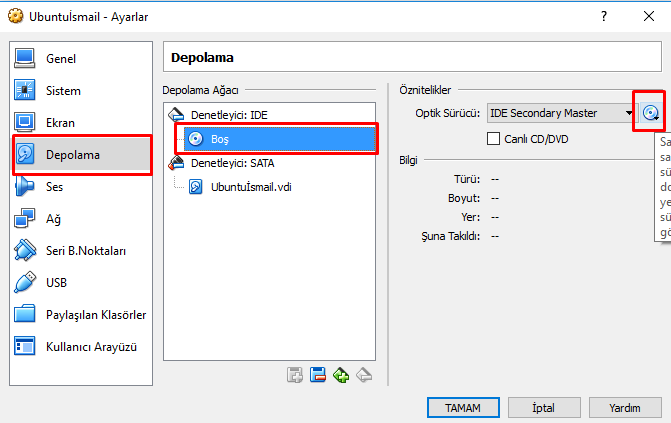 Ubuntuİsmail - Ayarlar
?
Genel
Sistem
Ekran
Depolama
Ses
Ağ
Seri B.Noktaları
USB
Paylaşılan Klasörler
Kullanıcı Arayüzü
Depolama
Depolama Ağacı
Denetleyici: IDE
Boş
Denetleyici: SATA
Ubuntuİsmail.vdi
Öznitelikler
Optik Sürücü: IDE Secondary Master
Canlı CD/DVD
Bilgi
Türü: --
Boyut: --
Yer: --
Şuna Takıldı: --
Sa
sa
sü
do
ye
sü
gö
TAMAM
İptal
Yardım